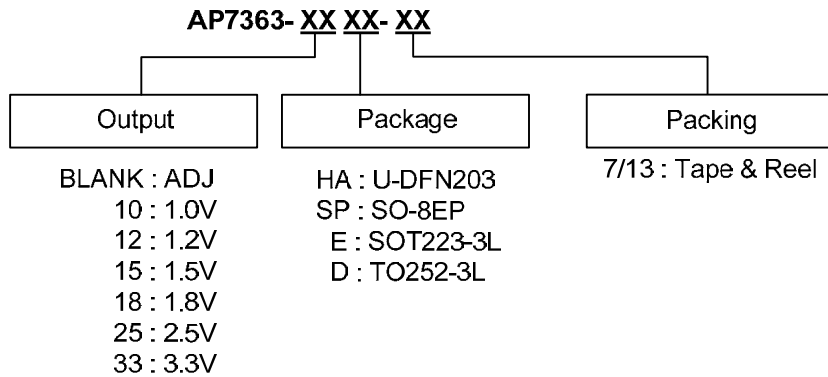 AP7363- XX XX- XX
Output
Package
Packing
BLANK : ADJ
10 : 1.0V
12 : 1.2V
15 : 1.5V
18 : 1.8V
25 : 2.5V
33 : 3.3V
HA : U-DFN203
SP : SO-8EP
E : SOT223-3L
D : TO252-3L
7/13 : Tape & Reel